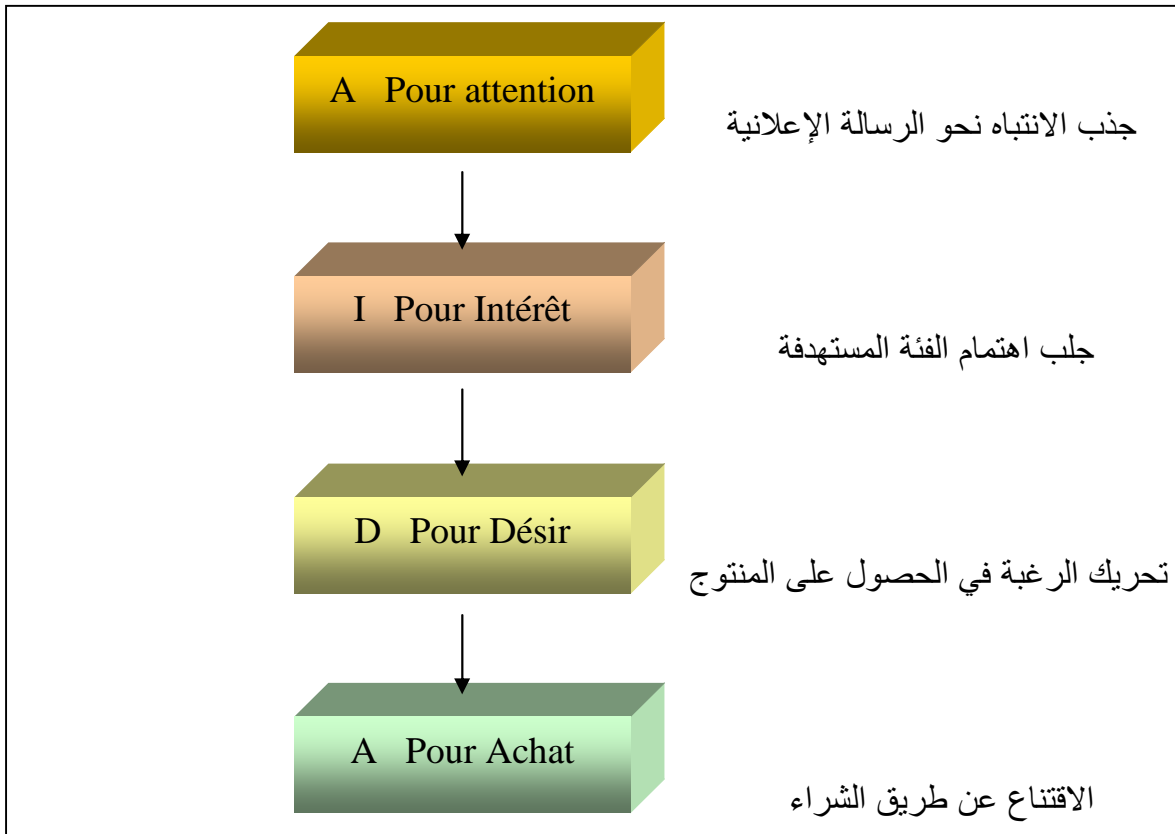 A Pour attention
جذب الانتباه نحو الرسالة الإعلانية
I Pour Intérêt
جلب اهتمام الفئة المستهدفة
D Pour Désir
تحريك الرغبة في الحصول على المنتوج
A Pour Achat
الاقتناع عن طريق الشراء